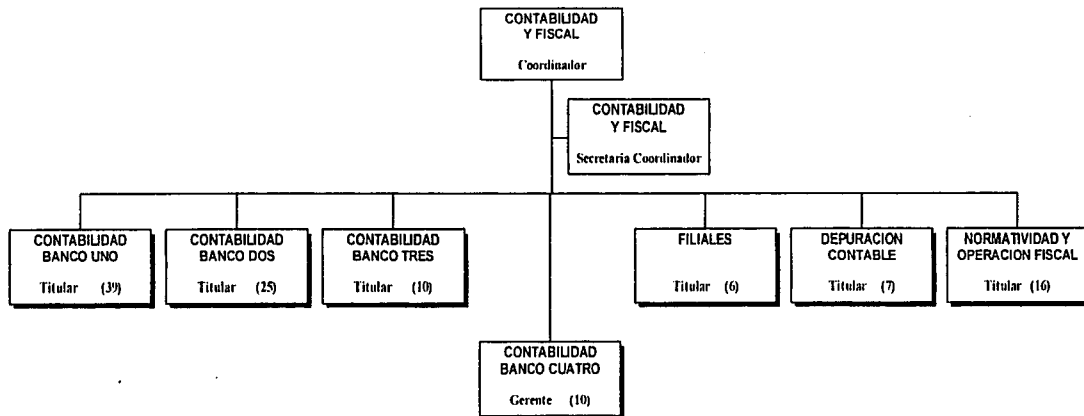 CONTABILIDAD
Y FISCAL
Coordinador
CONTABILIDAD
Y FISCAL
Secretaria Coordinador
CONTABILIDAD
BANCO UNO
Titular (39)
CONTABILIDAD
BANCO DOS
Titular (25)
CONTABILIDAD
BANCO TRES
Titular (10)
FILIALES
Titular (6)
DEPURACION
CONTABLE
Titular (7)
NORMATIVIDAD Y
OPERACION FISCAL
Titular (16)
CONTABILIDAD
BANCO CUATRO
Gerente (10)